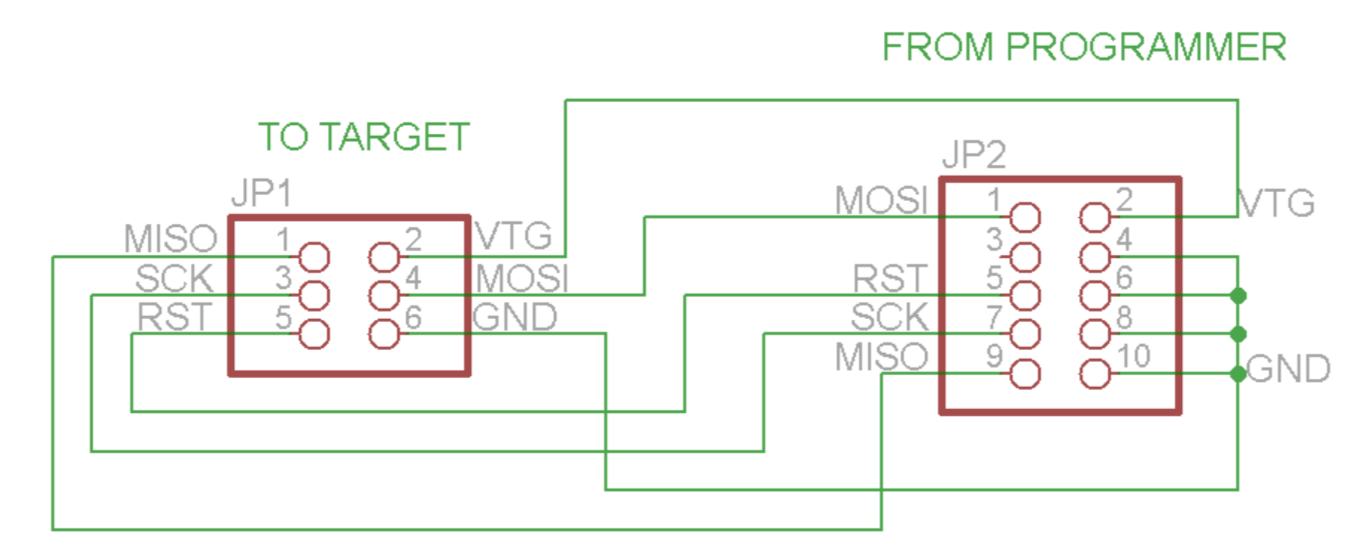 FROM PROGRAMMER
TO TARGET
JP1
MISO 1 2 VTG
SCK 3 4 MOSI
RST 5 6 GND
JP2
MOSI 1 2 VTG
3 4
RST 5 6
SCK 7 8
MISO 9 10 GND